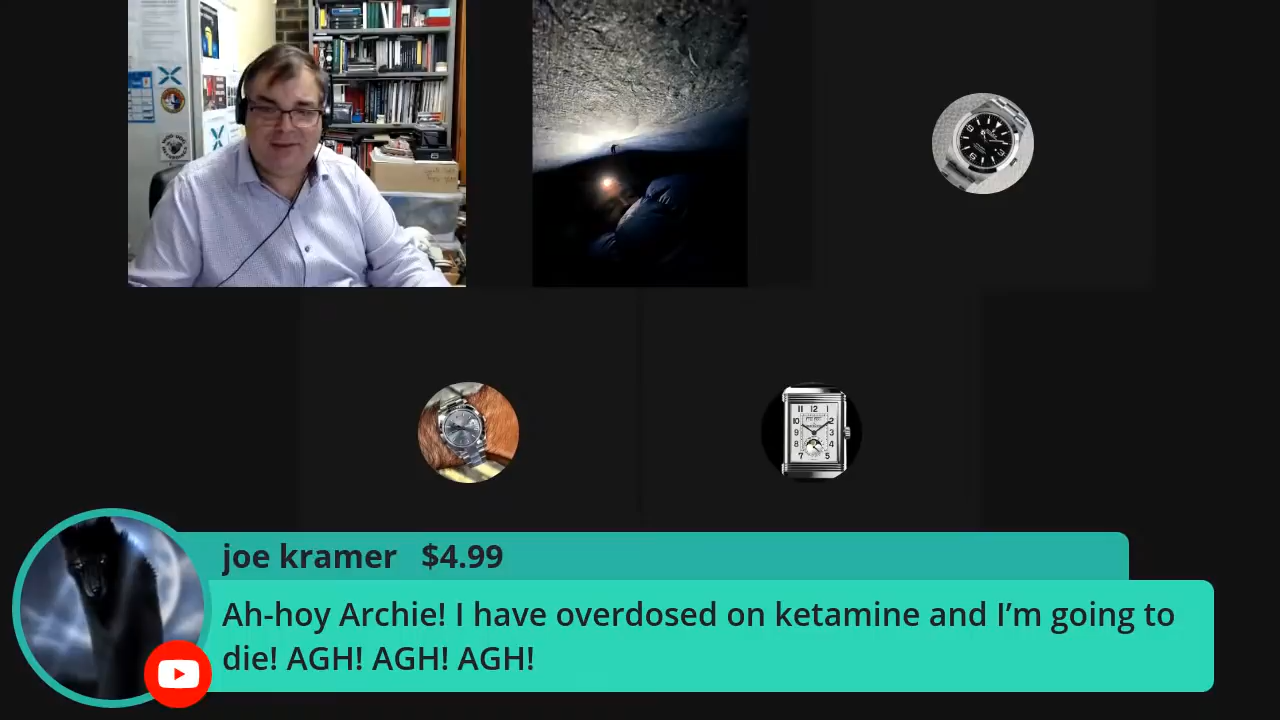 joe kramer $4.99
Ah-hoy Archie! I have overdosed on ketamine and I’m going to
die! AGH! AGH! AGH!